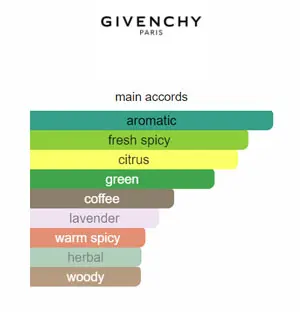 GIVENCHY
PARIS
main accords
aromatic
fresh spicy
citrus
green
coffee
lavender
warm spicy
herbal
woody